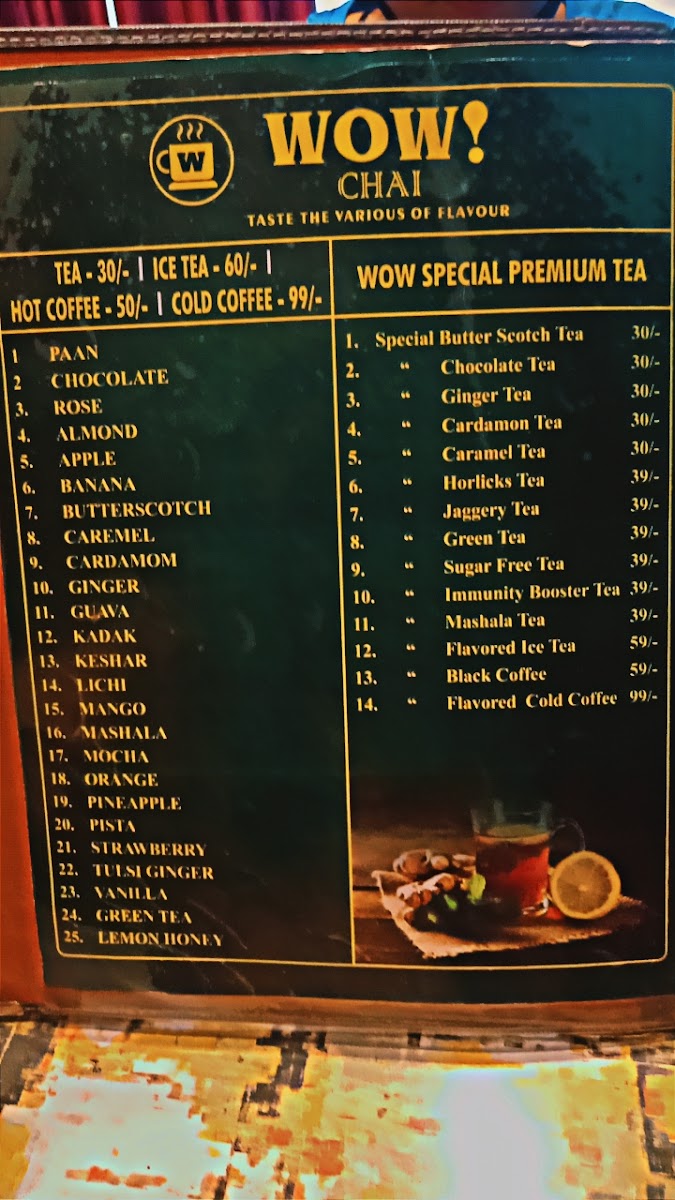 W
WOW!
CHAI
TASTE THE VARIOUS OF FLAVOUR
TEA - 30/- | ICE TEA - 60/- |
HOT COFFEE - 50/- | COLD COFFEE - 99/-
1 PAAN
2 CHOCOLATE
3. ROSE
4. ALMOND
5. APPLE
6. BANANA
7. BUTTERSCOTCH
8. CAREMEL
9. CARDAMOM
10. GINGER
11. GUAVA
12. KADAK
13. KESHAR
14. LICHI
15. MANGO
16. MASHALA
17. MOCHA
18. ORANGE
19. PINEAPPLE
20. PISTA
21. STRAWBERRY
22. TULSI GINGER
23. VANILLA
24. GREEN TEA
25. LEMON HONEY
WOW SPECIAL PREMIUM TEA
1. Special Butter Scotch Tea 30/-
2. “ Chocolate Tea 30/-
3. “ Ginger Tea 30/-
4. “ Cardamon Tea 30/-
5. “ Caramel Tea 30/-
6. “ Horlicks Tea 39/-
7. “ Jaggery Tea 39/-
8. “ Green Tea 39/-
9. “ Sugar Free Tea 39/-
10. “ Immunity Booster Tea 39/-
11. “ Mashala Tea 39/-
12. “ Flavored Ice Tea 59/-
13. “ Black Coffee 59/-
14. “ Flavored Cold Coffee 99/-